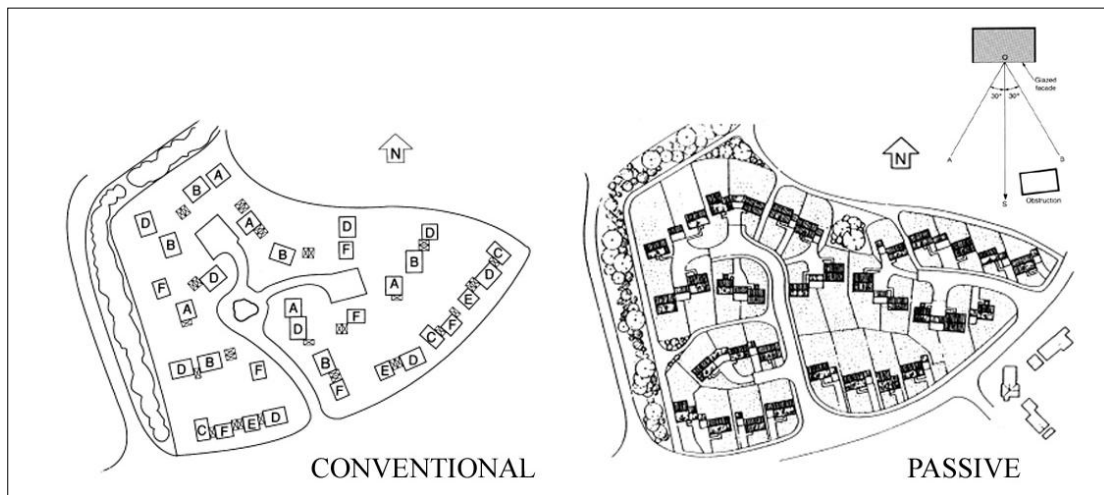 O
Glazed
facade
30° 30°
A
B
S
Obstruction
N
N
A
B
D
A
D
D
B
B
F
C
B
D
F
D
A
E
A
A
F
F
D
C
D
B
B
D
F
E
F
D
E
F
C
CONVENTIONAL
PASSIVE